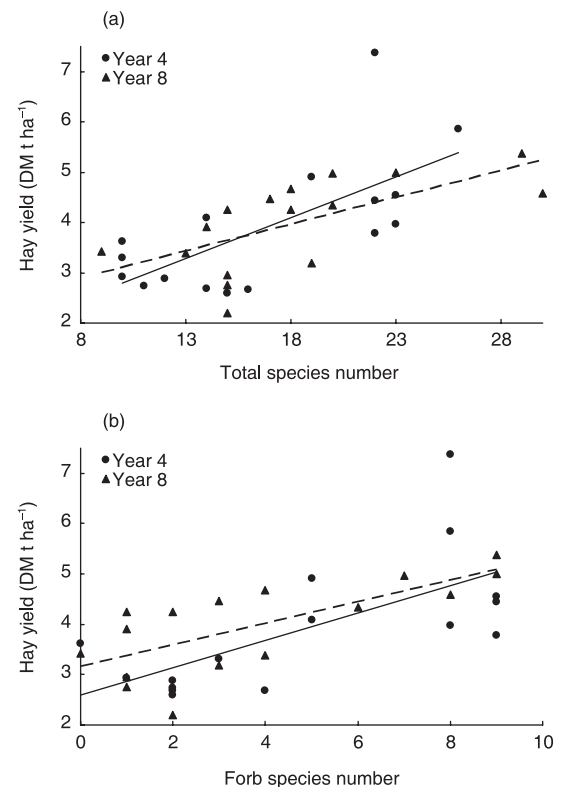 (a)
Year 4
Year 8
7
6
5
4
3
2
Hay yield (DM t ha⁻¹)
8 13 18 23 28
Total species number
(b)
Year 4
Year 8
7
6
5
4
3
2
Hay yield (DM t ha⁻¹)
0 2 4 6 8 10
Forb species number